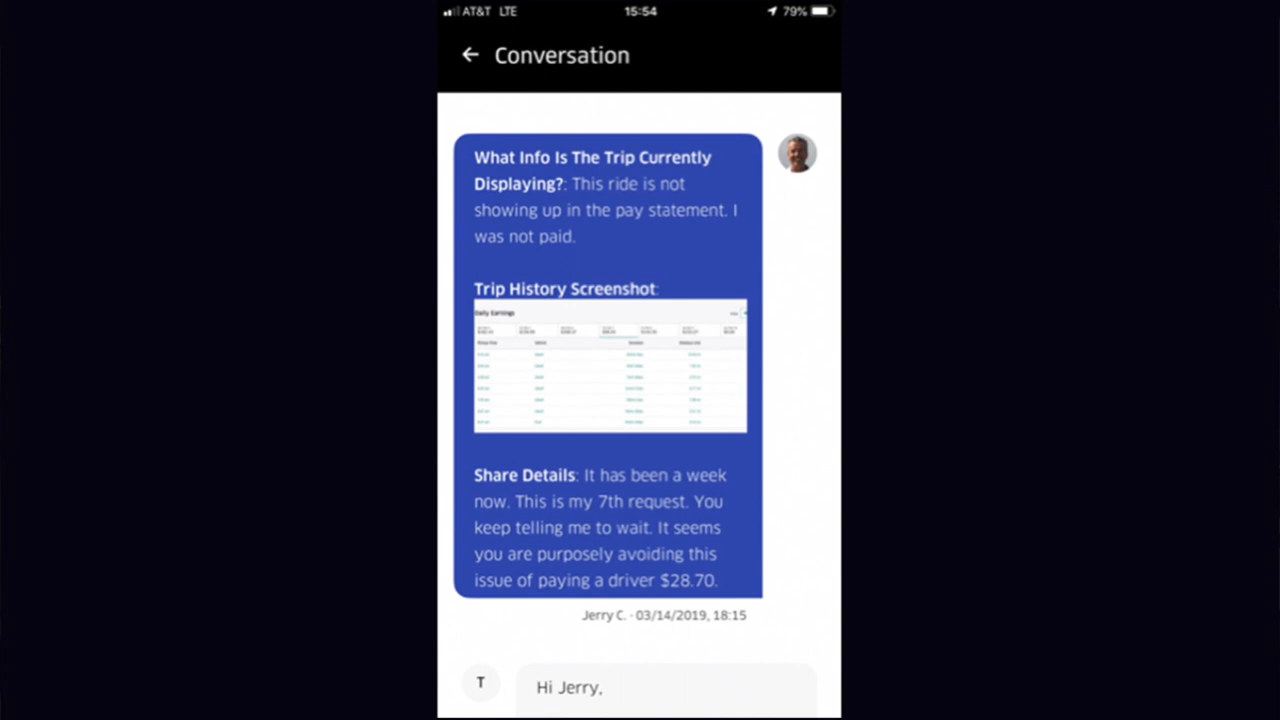 AT&T LTE 15:54 79%
Conversation
What Info Is The Trip Currently
Displaying?: This ride is not
showing up in the pay statement. I
was not paid.
Trip History Screenshot:
Daily Earnings
Share Details: It has been a week
now. This is my 7th request. You
keep telling me to wait. It seems
you are purposely avoiding this
issue of paying a driver $28.70.
Jerry C. · 03/14/2019, 18:15
T
Hi Jerry,